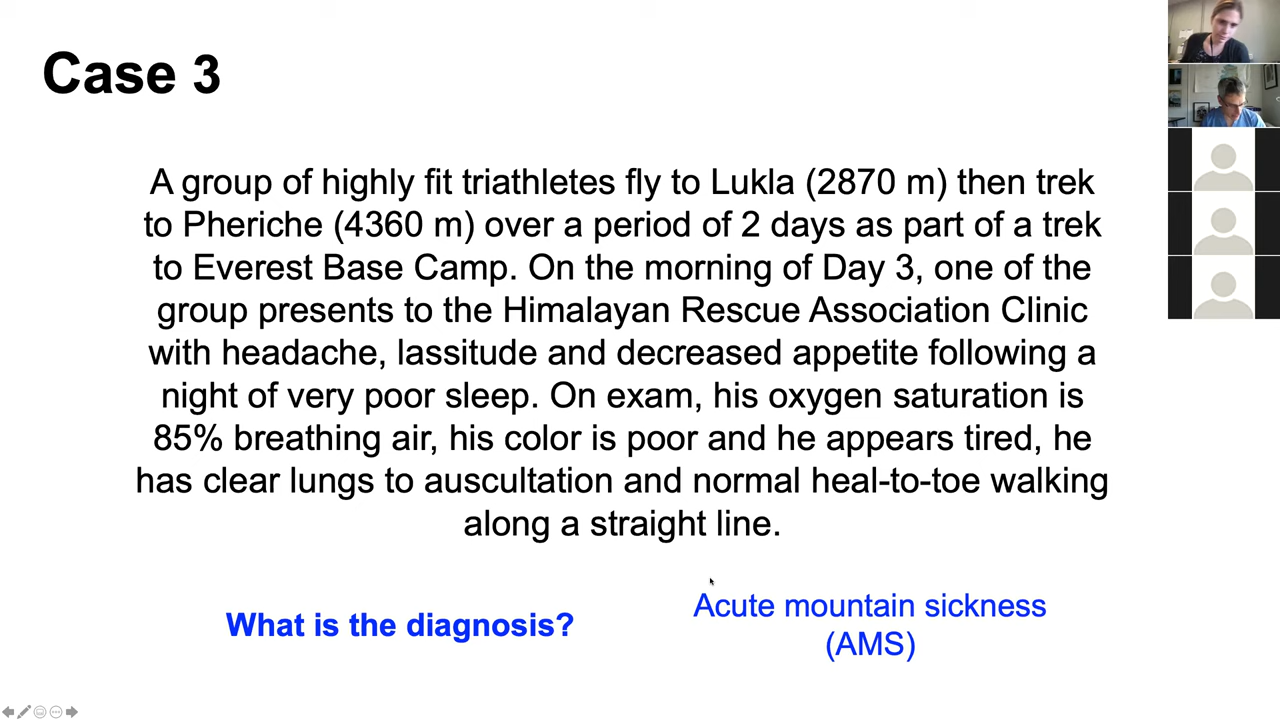 Case 3
A group of highly fit triathletes fly to Lukla (2870 m) then trek
to Pheriche (4360 m) over a period of 2 days as part of a trek
to Everest Base Camp. On the morning of Day 3, one of the
group presents to the Himalayan Rescue Association Clinic
with headache, lassitude and decreased appetite following a
night of very poor sleep. On exam, his oxygen saturation is
85% breathing air, his color is poor and he appears tired, he
has clear lungs to auscultation and normal heal-to-toe walking
along a straight line.
What is the diagnosis?
Acute mountain sickness
(AMS)